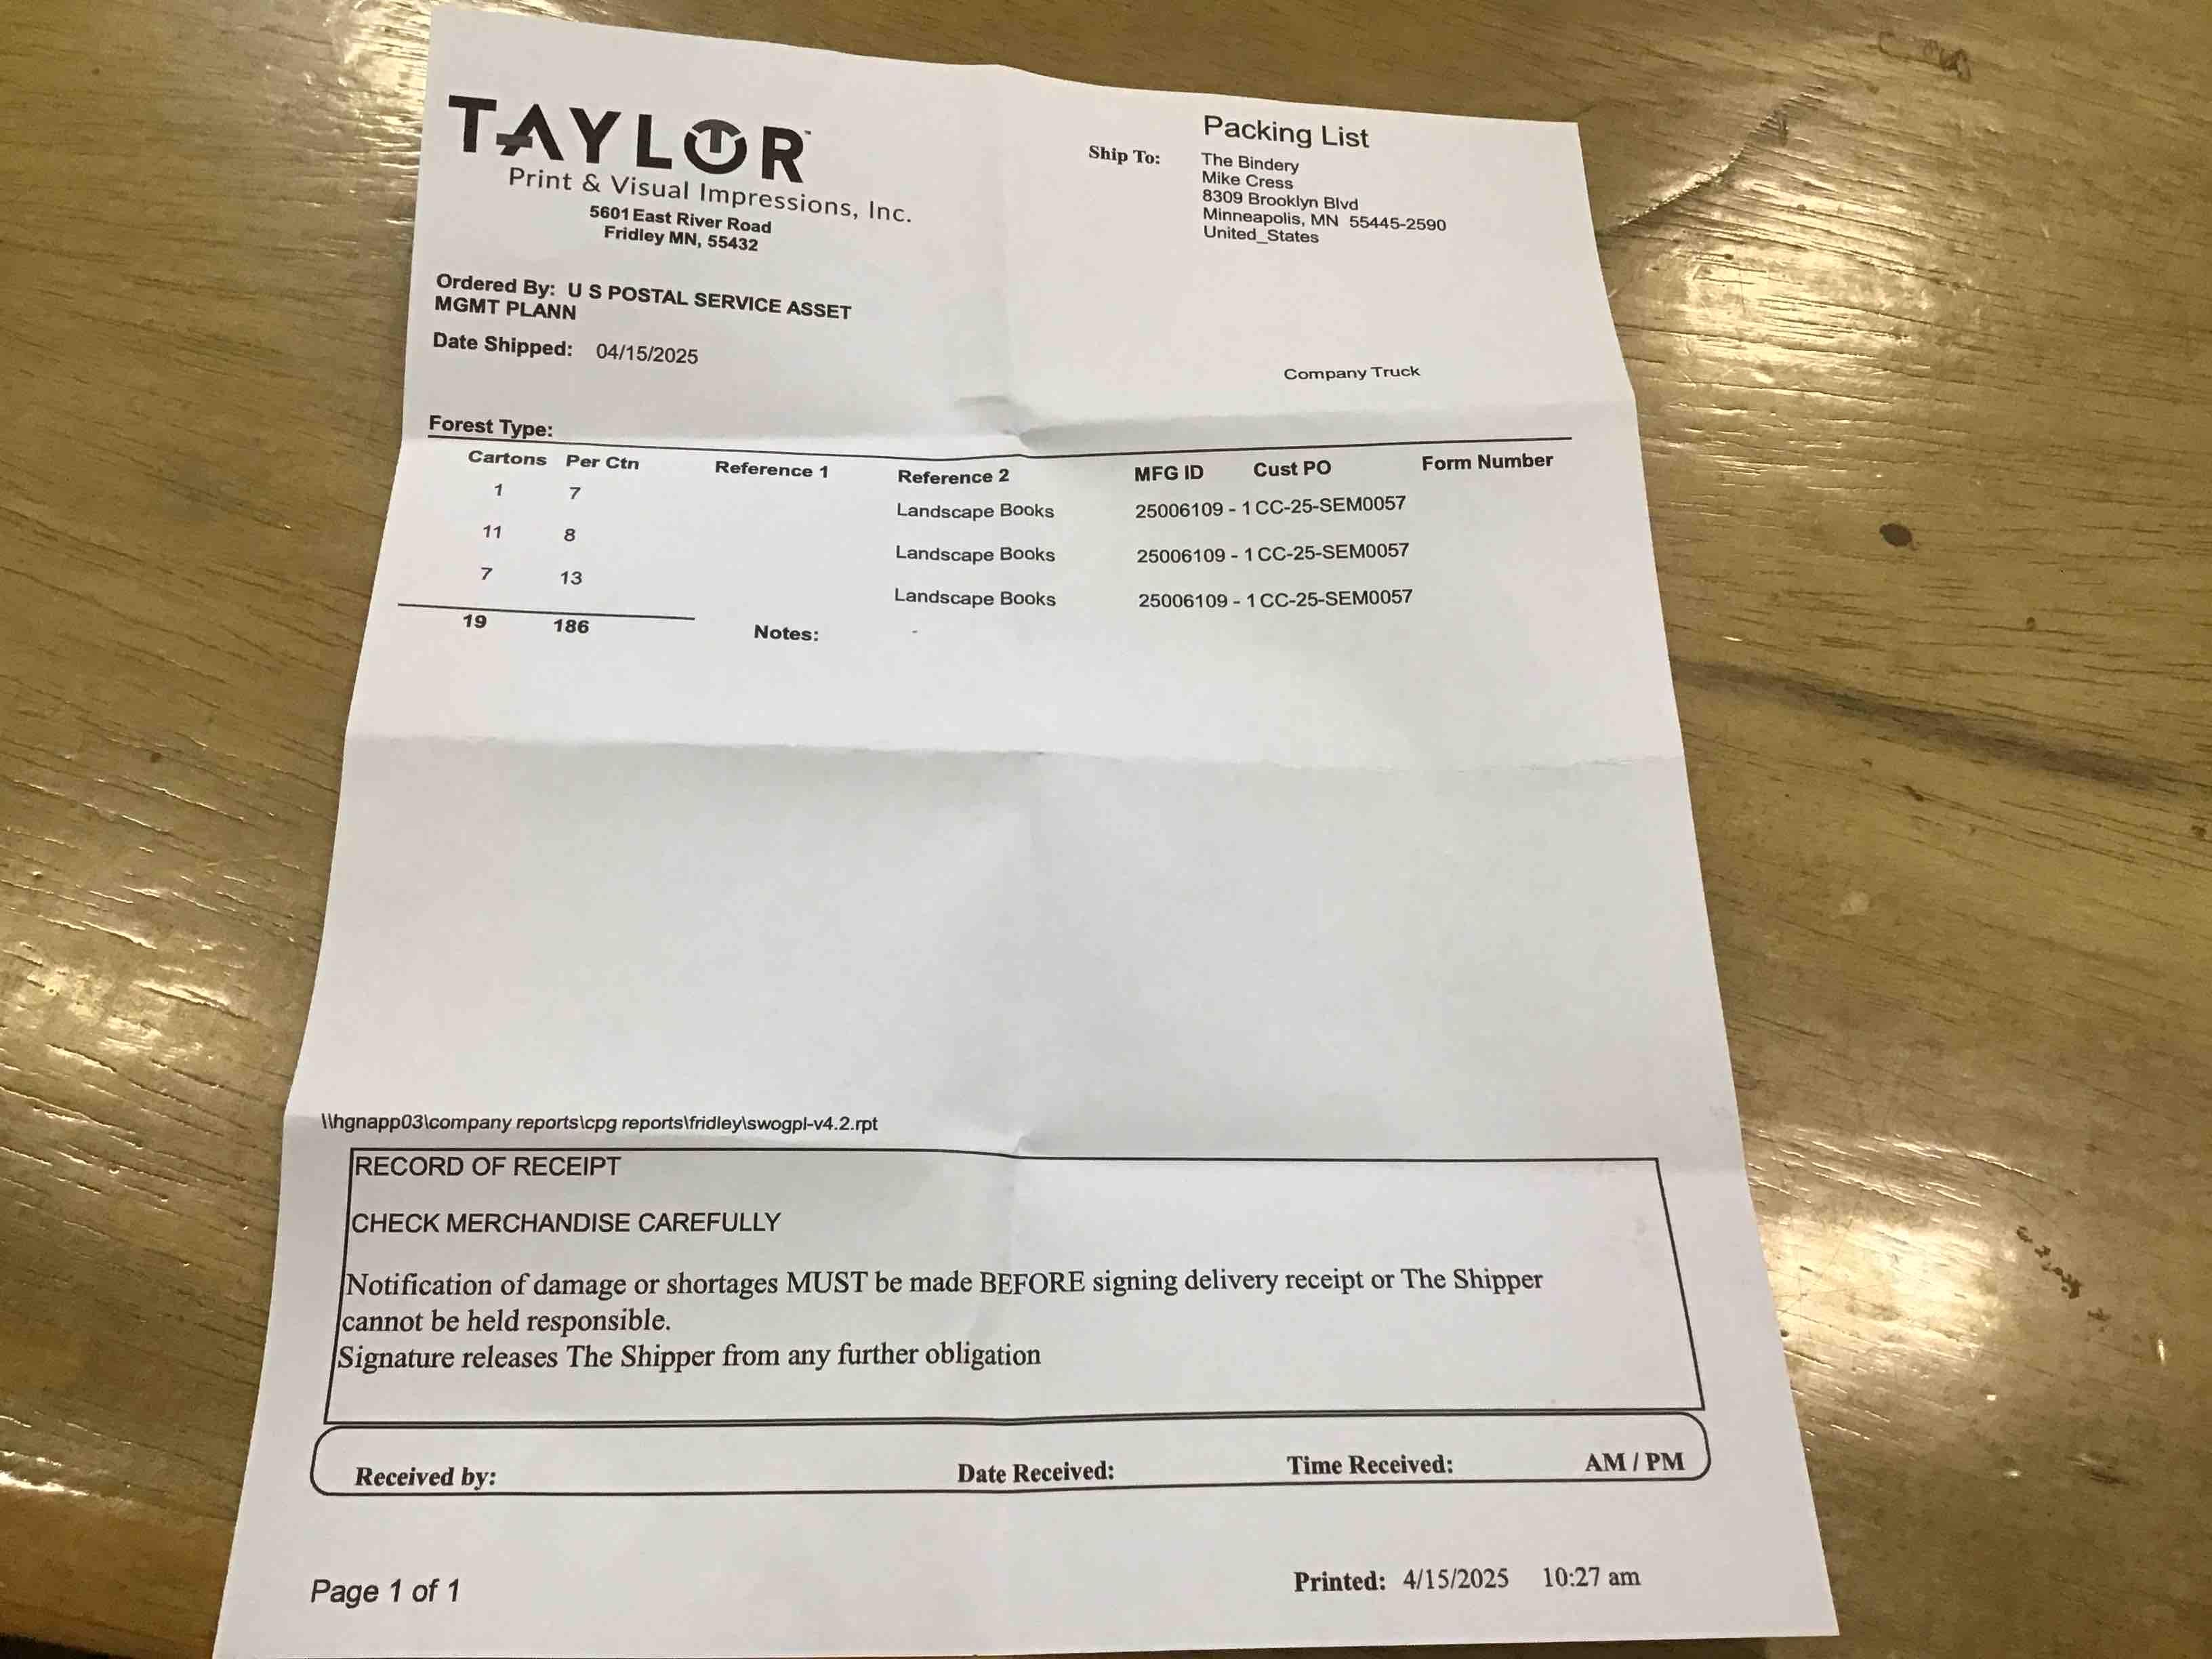 TAYLOR™
Print & Visual Impressions, Inc.
5601 East River Road
Fridley MN, 55432
Packing List
Ship To:
The Bindery
Mike Cress
8309 Brooklyn Blvd
Minneapolis, MN 55445-2590
United_States
Ordered By: U S POSTAL SERVICE ASSET
MGMT PLANN
Date Shipped: 04/15/2025
Company Truck
Forest Type:
Cartons Per Ctn Reference 1 Reference 2 MFG ID Cust PO Form Number
1 7 Landscape Books 25006109 - 1 CC-25-SEM0057
11 8 Landscape Books 25006109 - 1 CC-25-SEM0057
7 13 Landscape Books 25006109 - 1 CC-25-SEM0057
19 186 Notes: -
\\hgnapp03\company reports\cpg reports\fridley\swogpl-v4.2.rpt
RECORD OF RECEIPT
CHECK MERCHANDISE CAREFULLY
Notification of damage or shortages MUST be made BEFORE signing delivery receipt or The Shipper
cannot be held responsible.
Signature releases The Shipper from any further obligation
Received by: Date Received: Time Received: AM / PM
Page 1 of 1
Printed: 4/15/2025 10:27 am